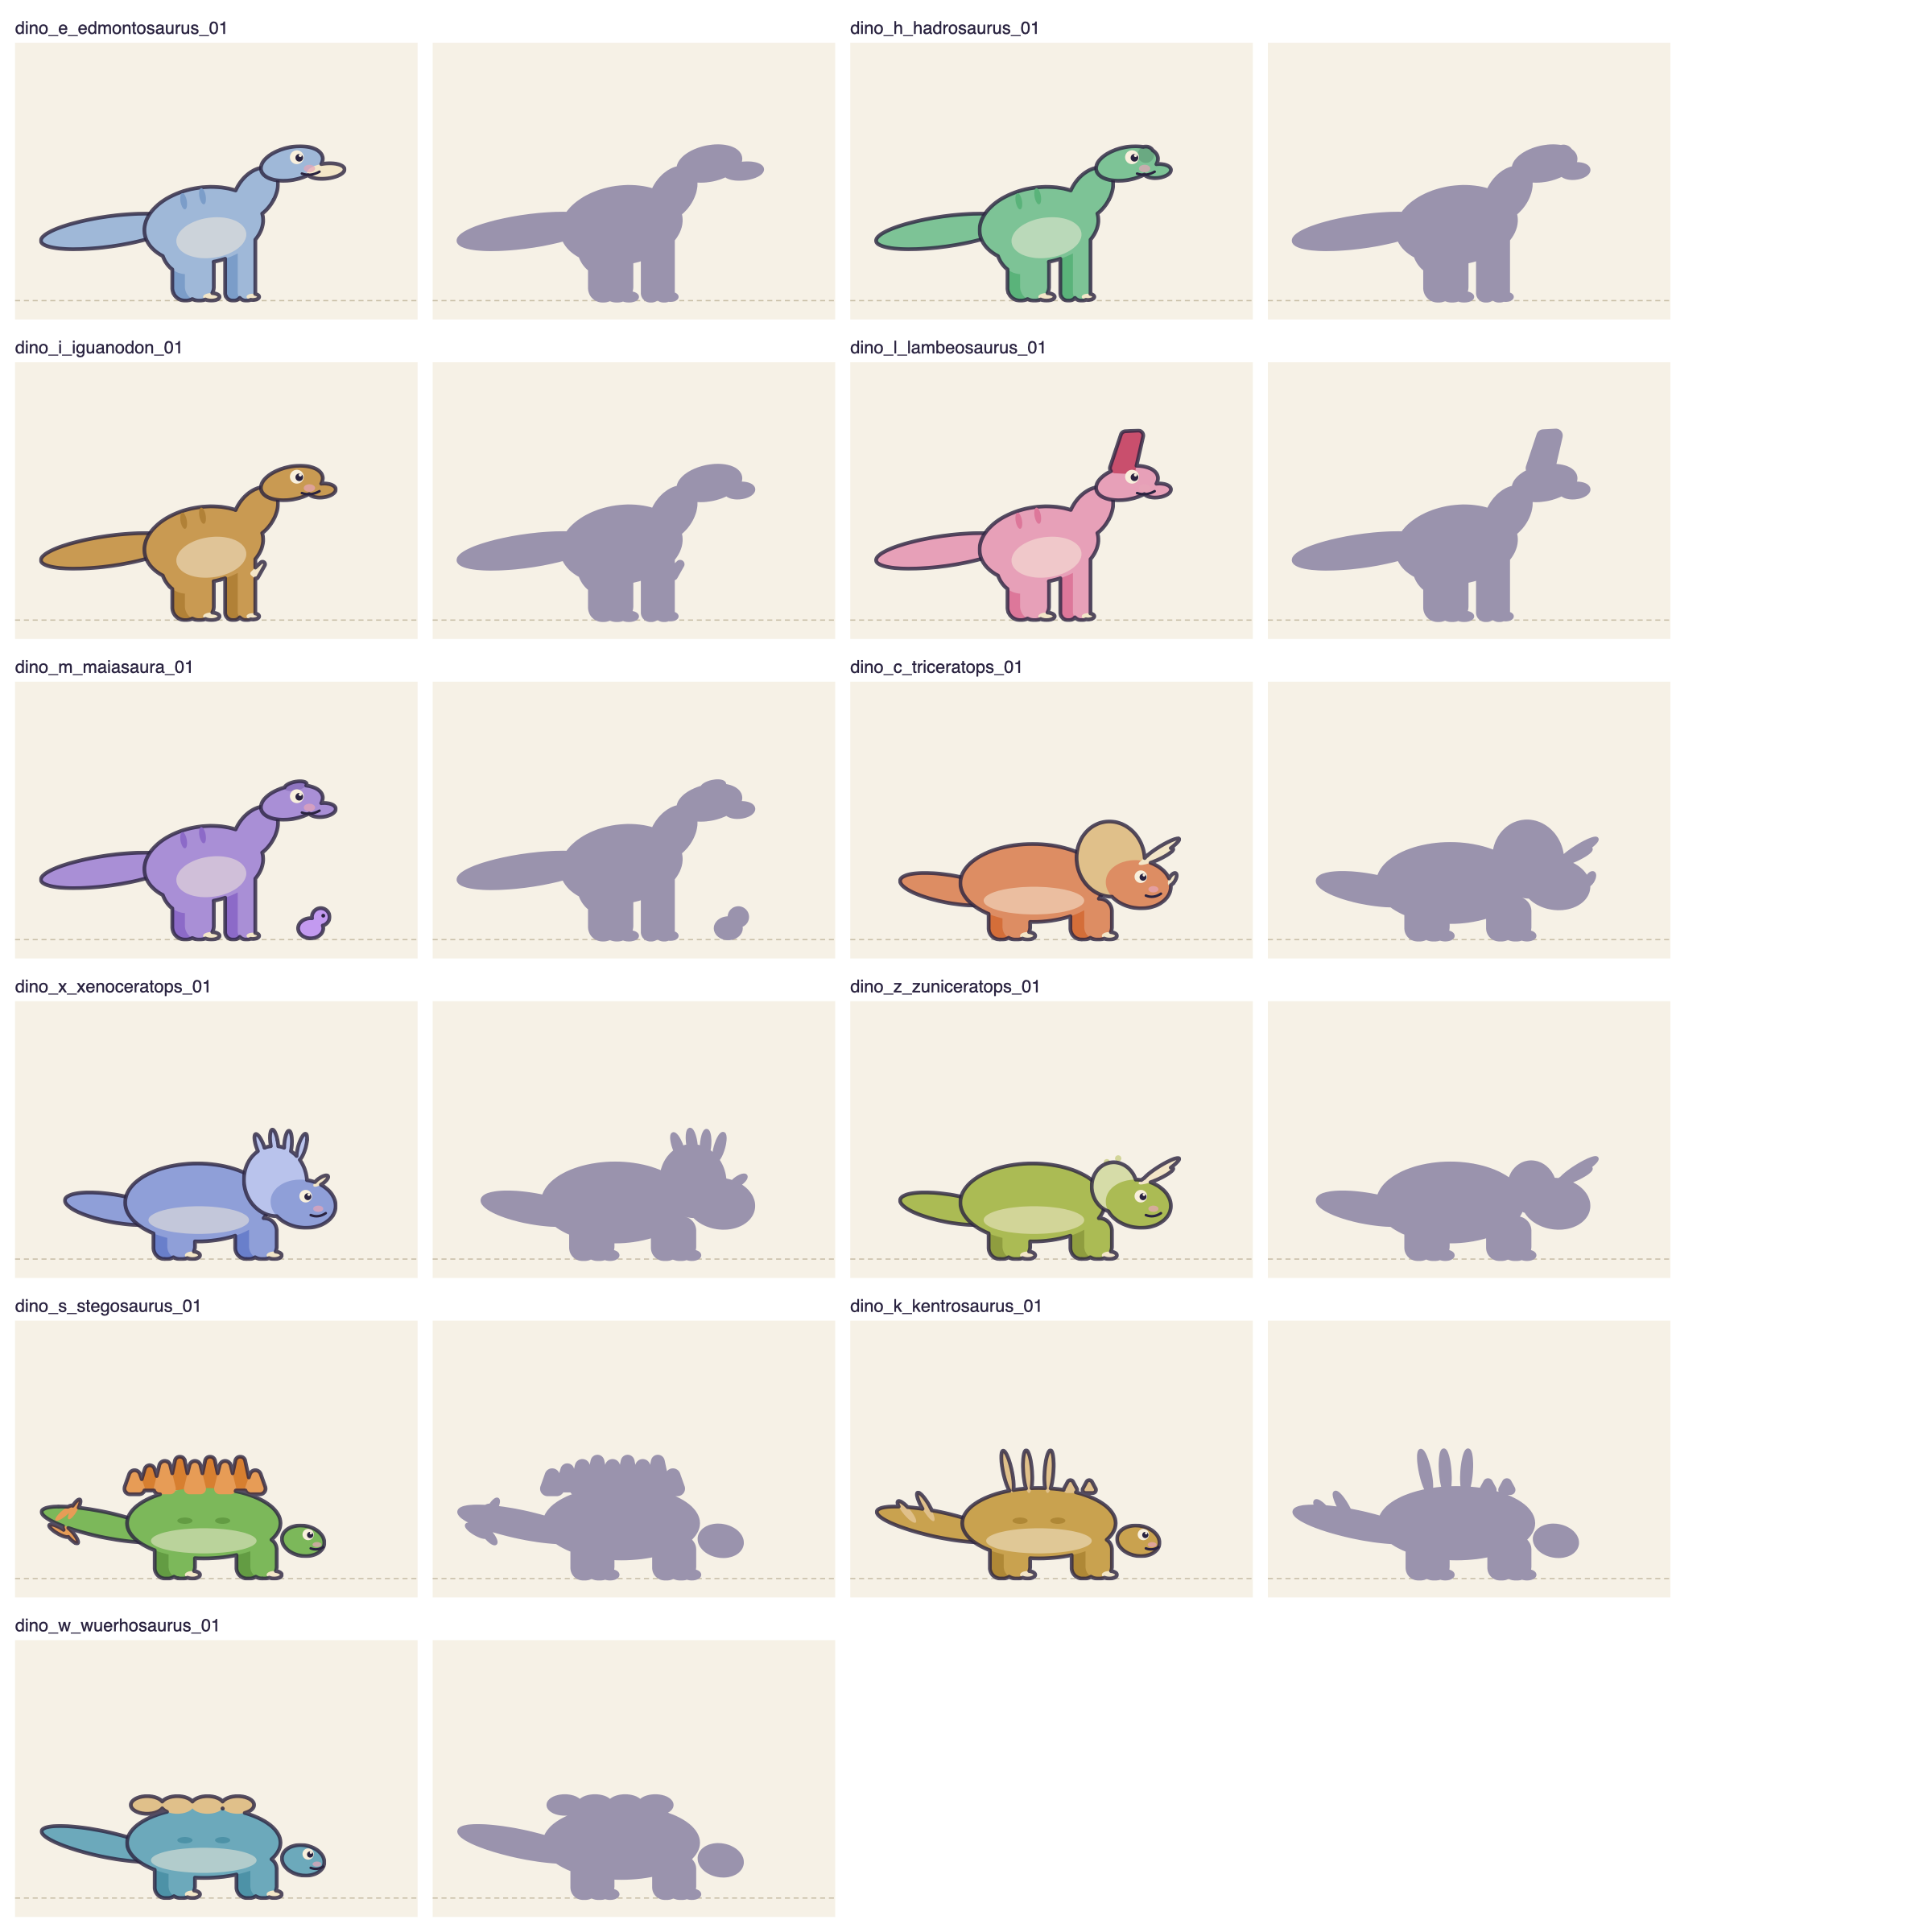 dino_e_edmontosaurus_01
dino_h_hadrosaurus_01
dino_i_iguanodon_01
dino_l_lambeosaurus_01
dino_m_maiasaura_01
dino_c_triceratops_01
dino_x_xenoceratops_01
dino_z_zuniceratops_01
dino_s_stegosaurus_01
dino_k_kentrosaurus_01
dino_w_wuerhosaurus_01